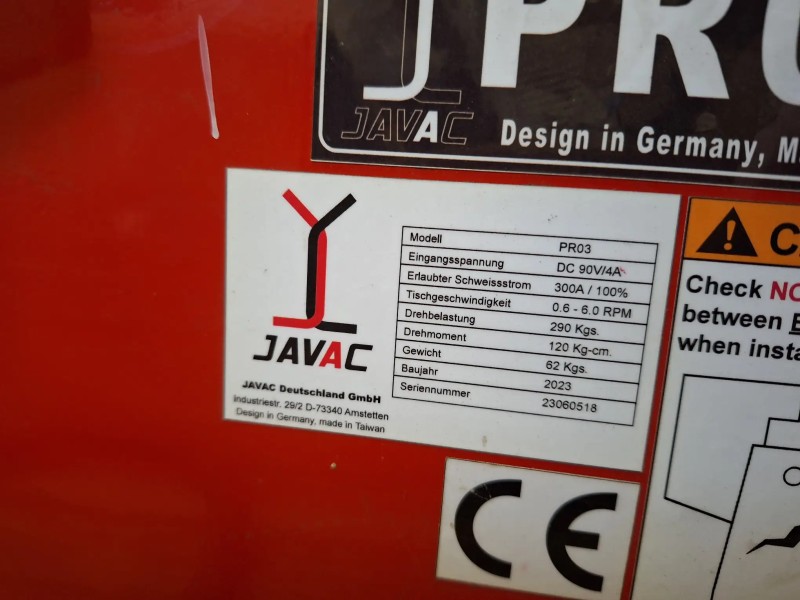 PR
JAVAC Design in Germany, M
JAVAC
JAVAC Deutschland GmbH
Industriestr. 29/2 D-73340 Amstetten
Design in Germany, made in Taiwan
Modell PR03
Eingangsspannung DC 90V/4A
Erlaubter Schweissstrom 300A / 100%
Tischgeschwindigkeit 0.6 - 6.0 RPM
Drehbelastung 290 Kgs.
Drehmoment 120 Kg-cm.
Gewicht 62 Kgs.
Baujahr 2023
Seriennummer 23060518
CE
Check NO
between
when insta